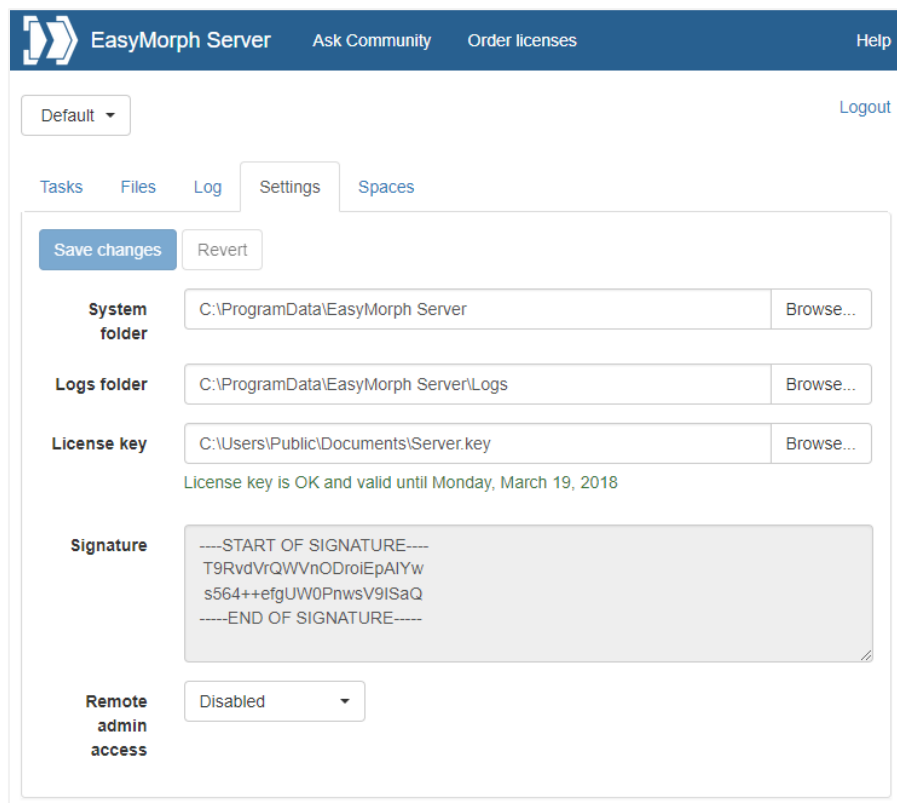 EasyMorph Server Ask Community Order licenses Help
Default Logout
Tasks Files Log Settings Spaces
Save changes Revert
System
folder
C:\ProgramData\EasyMorph Server Browse...
Logs folder C:\ProgramData\EasyMorph Server\Logs Browse...
License key C:\Users\Public\Documents\Server.key Browse...
License key is OK and valid until Monday, March 19, 2018
Signature ----START OF SIGNATURE----
T9RvdVrQWVnODroiEpAIYw
s564++efgUW0PnwsV9ISaQ
-----END OF SIGNATURE-----
Remote
admin
access
Disabled